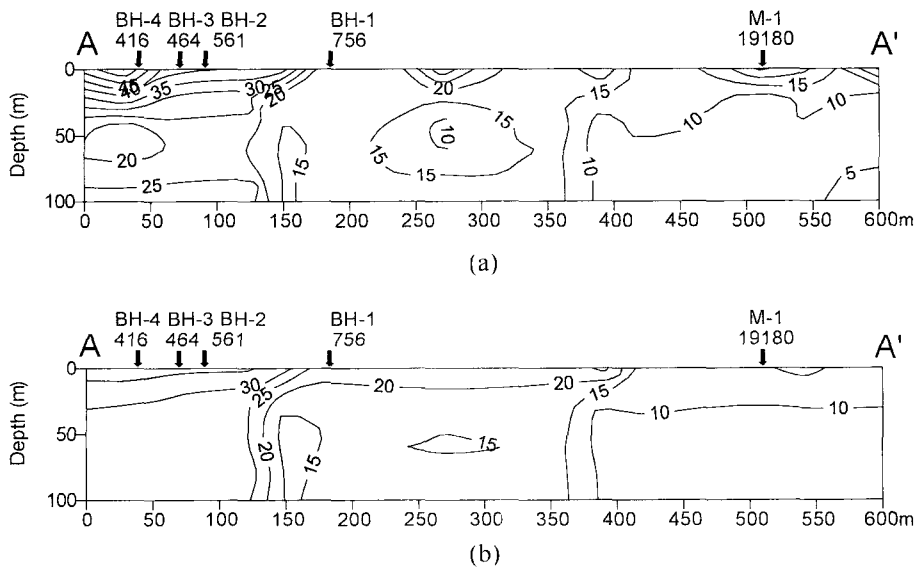 BH-4 BH-3 BH-2 BH-1 M-1
A 416 464 561 756 19180 A'
0
50
100
Depth (m)
45 40 35 30 25 20 20 15 15 10
15 10 10
20 15 10 15 10
25 15 5
0 50 100 150 200 250 300 350 400 450 500 550 600m
(a)
BH-4 BH-3 BH-2 BH-1 M-1
A 416 464 561 756 19180 A'
0
50
100
Depth (m)
30 25 20 20 15 10 10
20 15 15
0 50 100 150 200 250 300 350 400 450 500 550 600m
(b)